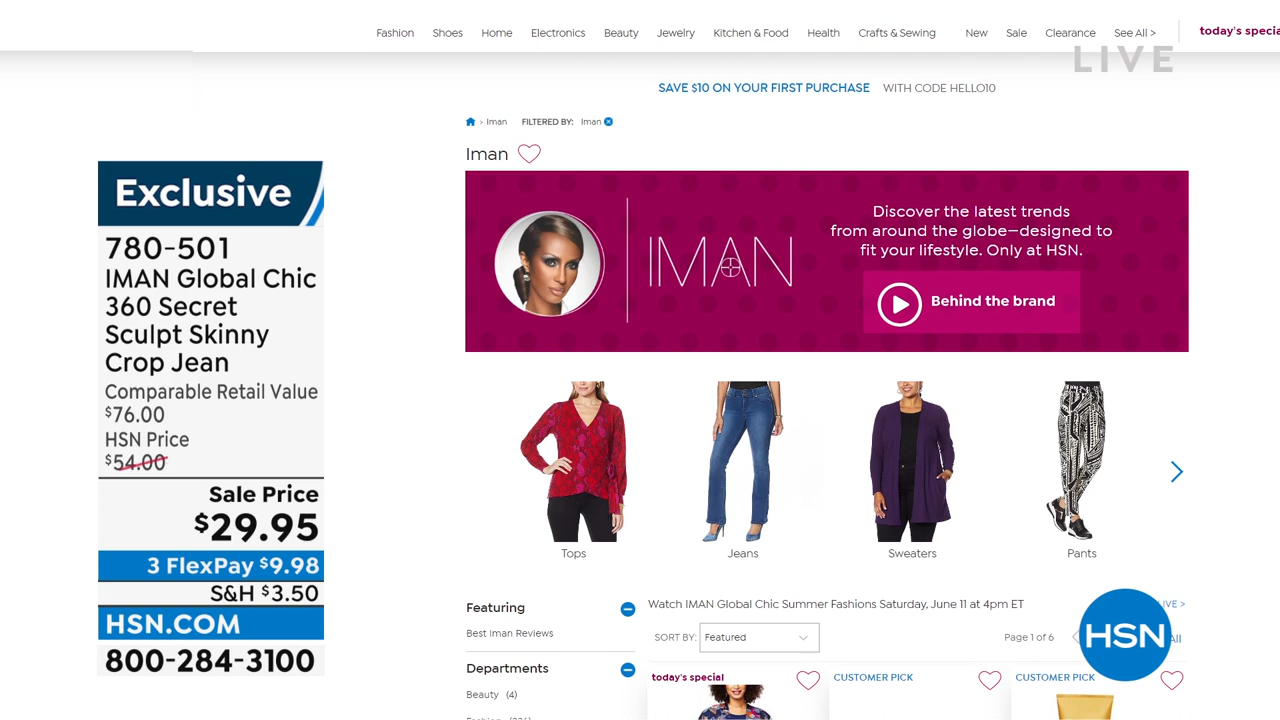 Fashion Shoes Home Electronics Beauty Jewelry Kitchen & Food Health Crafts & Sewing New Sale Clearance See All > today's specia
LIVE
SAVE $10 ON YOUR FIRST PURCHASE WITH CODE HELLO10
> Iman FILTERED BY: Iman
Iman
Exclusive
780-501
IMAN Global Chic
360 Secret
Sculpt Skinny
Crop Jean
Comparable Retail Value
$76.00
HSN Price
$54.00
Sale Price
$29.95
3 FlexPay $9.98
S&H $3.50
HSN.COM
800-284-3100
IMAN
Discover the latest trends
from around the globe—designed to
fit your lifestyle. Only at HSN.
Behind the brand
Tops Jeans Sweaters Pants
Featuring
Best Iman Reviews
Departments
Beauty (4)
Watch IMAN Global Chic Summer Fashions Saturday, June 11 at 4pm ET LIVE >
SORT BY: Featured Page 1 of 6 All
HSN
today's special CUSTOMER PICK CUSTOMER PICK